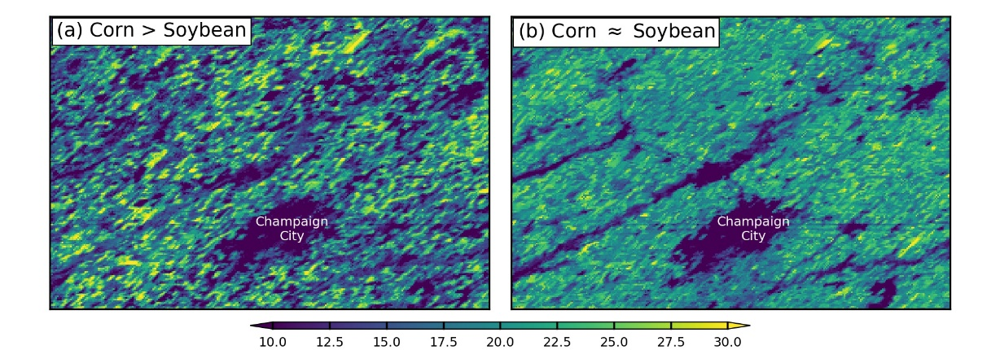 (a) Corn > Soybean
(b) Corn ≈ Soybean
Champaign
City
Champaign
City
10.0 12.5 15.0 17.5 20.0 22.5 25.0 27.5 30.0